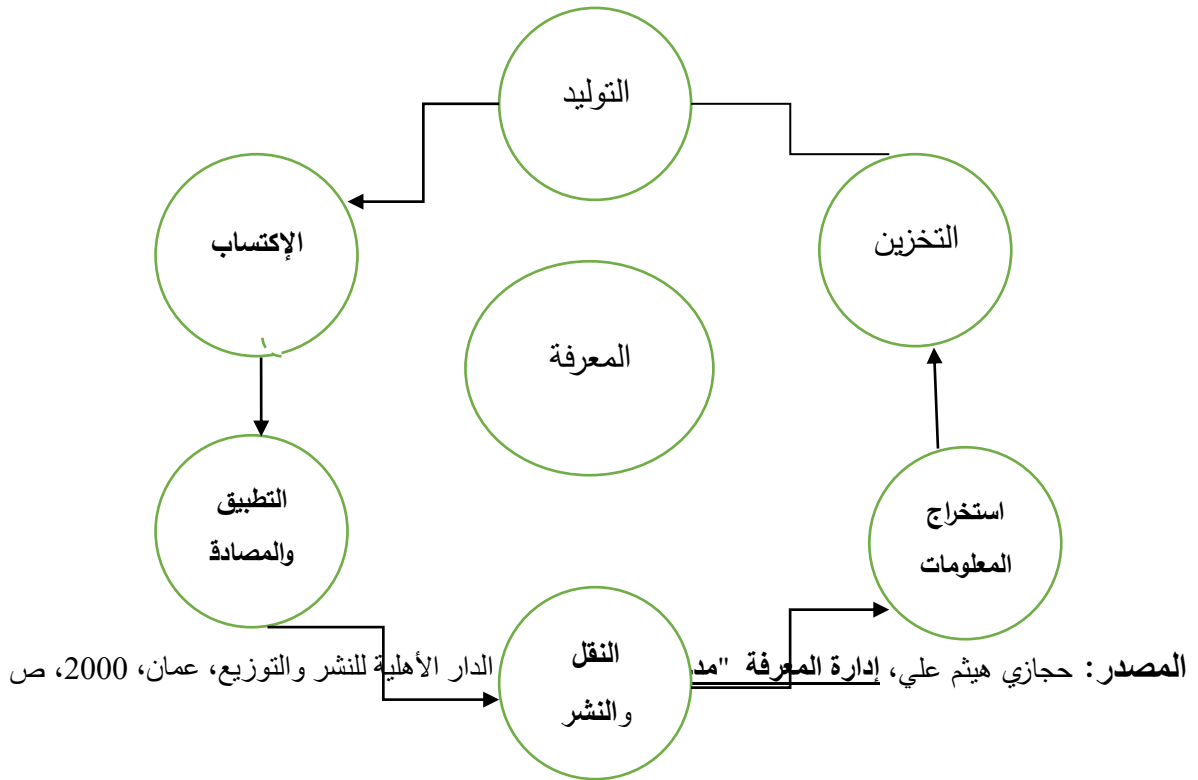 التوليد
التخزين
الإكتساب
المعرفة
التطبيق
والمصادق
استخراج
المعلومات
النقل
والنشر
المصدر: حجازي هيثم علي، إدارة المعرفة "مد الدار الأهلية للنشر والتوزيع، عمان، 2000، ص